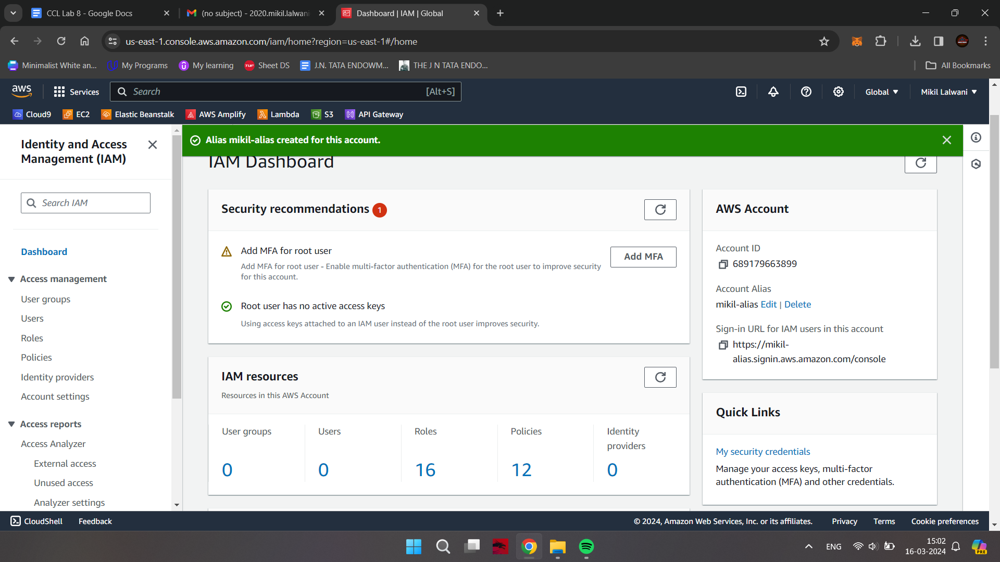 CCL Lab 8 - Google Docs
(no subject) - 2020.mikil.lalwani
Dashboard | IAM | Global
us-east-1.console.aws.amazon.com/iam/home?region=us-east-1#/home
Minimalist White an...
My Programs
My learning
TUF
Sheet DS
J.N. TATA ENDOWM...
THE J N TATA ENDO...
All Bookmarks
aws
Services
Search
[Alt+S]
Global
Mikil Lalwani
Cloud9
EC2
Elastic Beanstalk
AWS Amplify
Lambda
S3
API Gateway
Identity and Access
Management (IAM)
Search IAM
Dashboard
Access management
User groups
Users
Roles
Policies
Identity providers
Account settings
Access reports
Access Analyzer
External access
Unused access
Analyzer settings
Alias mikil-alias created for this account.
IAM Dashboard
Security recommendations 1
Add MFA for root user
Add MFA for root user - Enable multi-factor authentication (MFA) for the root user to improve security
for this account.
Add MFA
Root user has no active access keys
Using access keys attached to an IAM user instead of the root user improves security.
IAM resources
Resources in this AWS Account
User groups
0
Users
0
Roles
16
Policies
12
Identity
providers
0
AWS Account
Account ID
689179663899
Account Alias
mikil-alias Edit | Delete
Sign-in URL for IAM users in this account
https://mikil-
alias.signin.aws.amazon.com/console
Quick Links
My security credentials
Manage your access keys, multi-factor
authentication (MFA) and other credentials.
CloudShell
Feedback
© 2024, Amazon Web Services, Inc. or its affiliates.
Privacy
Terms
Cookie preferences
ENG
15:02
16-03-2024
PRE